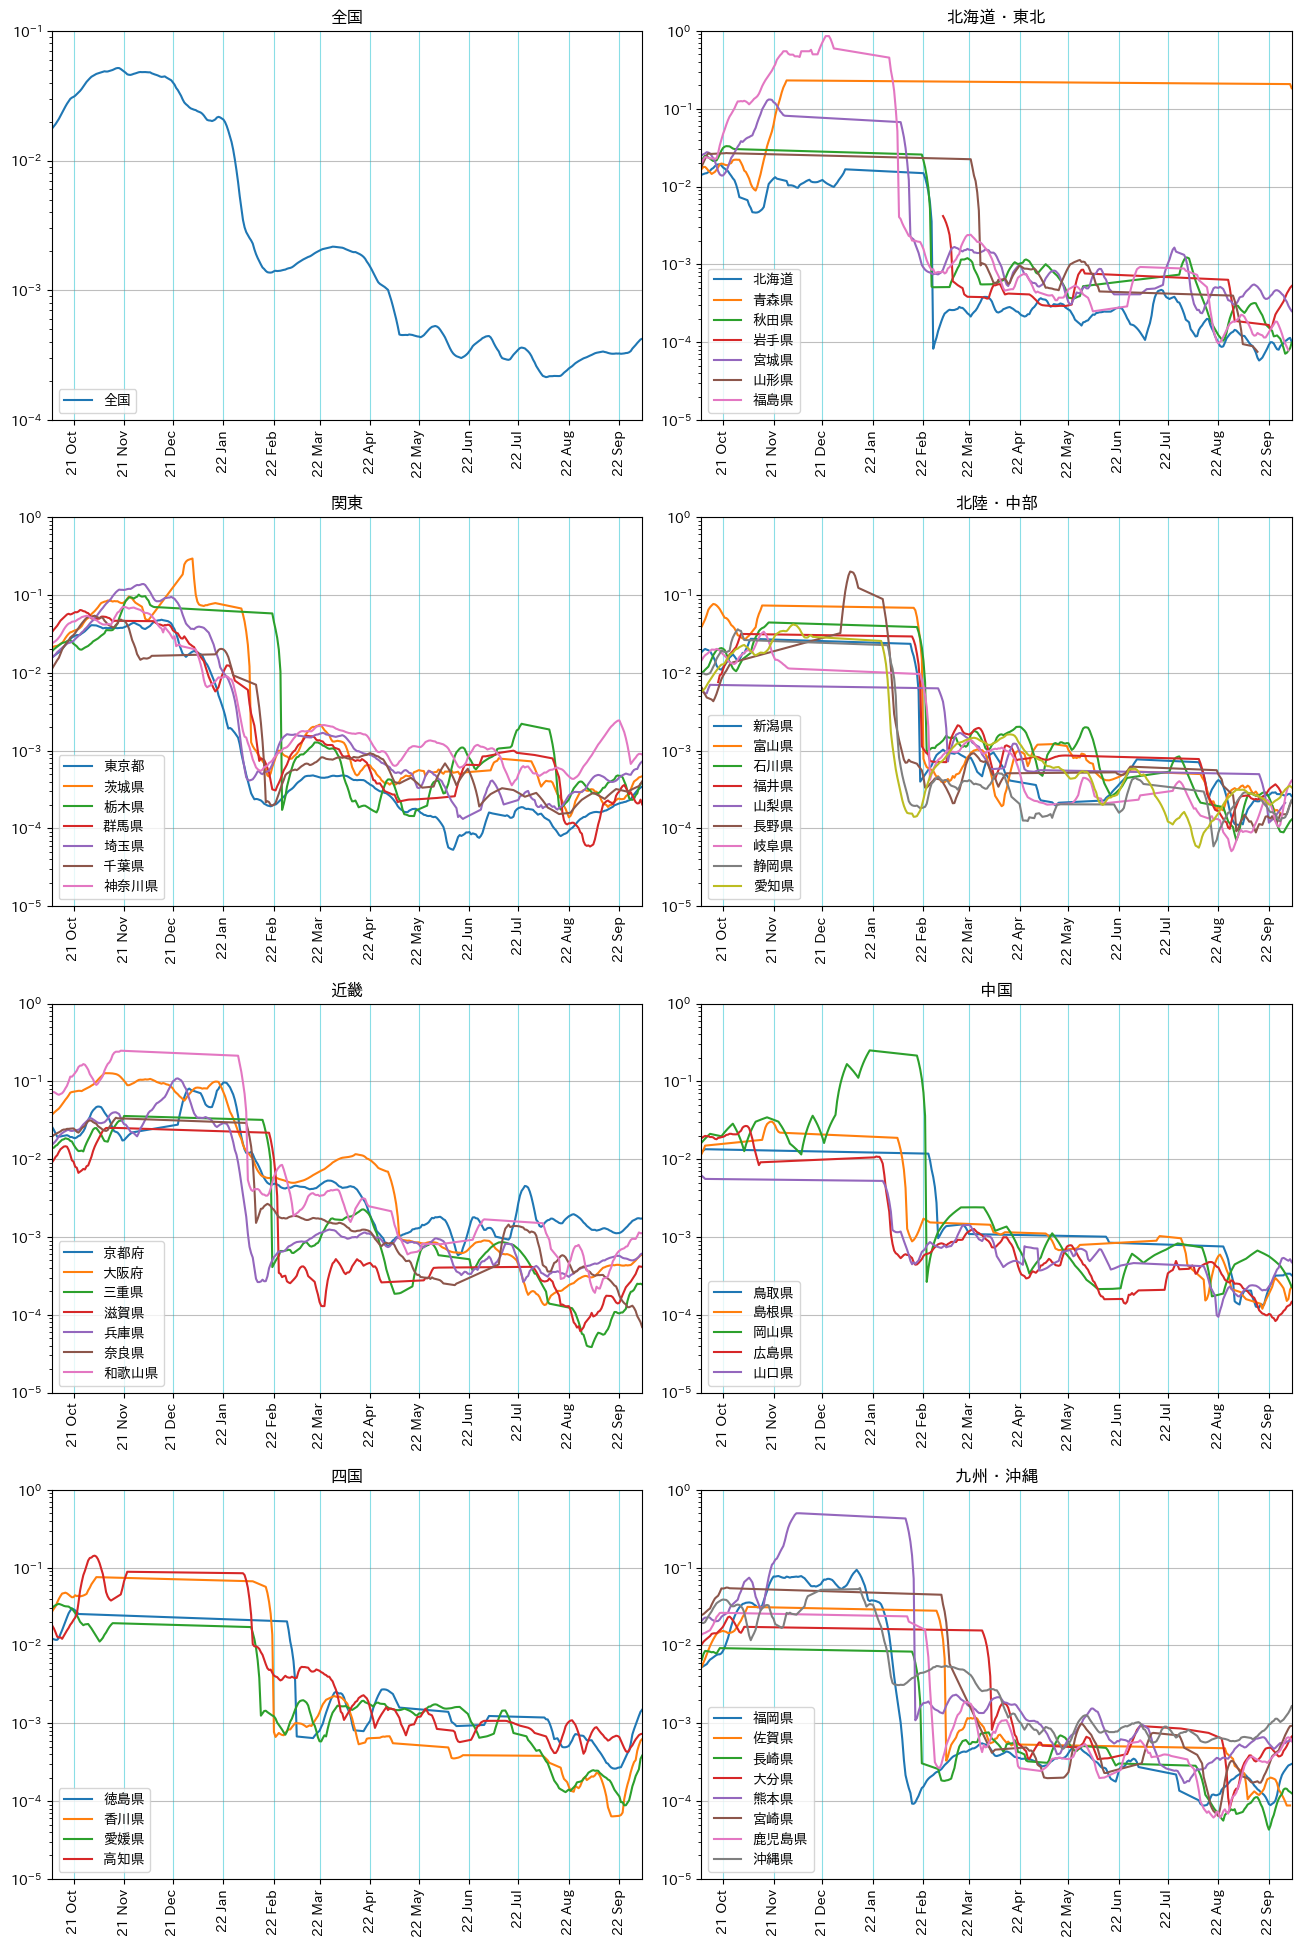 全国
10⁻¹
10⁻²
10⁻³
10⁻⁴
全国
21 Oct
21 Nov
21 Dec
22 Jan
22 Feb
22 Mar
22 Apr
22 May
22 Jun
22 Jul
22 Aug
22 Sep
北海道・東北
10⁰
10⁻¹
10⁻²
10⁻³
10⁻⁴
10⁻⁵
北海道
青森県
秋田県
岩手県
宮城県
山形県
福島県
21 Oct
21 Nov
21 Dec
22 Jan
22 Feb
22 Mar
22 Apr
22 May
22 Jun
22 Jul
22 Aug
22 Sep
関東
10⁰
10⁻¹
10⁻²
10⁻³
10⁻⁴
10⁻⁵
東京都
茨城県
栃木県
群馬県
埼玉県
千葉県
神奈川県
21 Oct
21 Nov
21 Dec
22 Jan
22 Feb
22 Mar
22 Apr
22 May
22 Jun
22 Jul
22 Aug
22 Sep
北陸・中部
10⁰
10⁻¹
10⁻²
10⁻³
10⁻⁴
10⁻⁵
新潟県
富山県
石川県
福井県
山梨県
長野県
岐阜県
静岡県
愛知県
21 Oct
21 Nov
21 Dec
22 Jan
22 Feb
22 Mar
22 Apr
22 May
22 Jun
22 Jul
22 Aug
22 Sep
近畿
10⁰
10⁻¹
10⁻²
10⁻³
10⁻⁴
10⁻⁵
京都府
大阪府
三重県
滋賀県
兵庫県
奈良県
和歌山県
21 Oct
21 Nov
21 Dec
22 Jan
22 Feb
22 Mar
22 Apr
22 May
22 Jun
22 Jul
22 Aug
22 Sep
中国
10⁰
10⁻¹
10⁻²
10⁻³
10⁻⁴
10⁻⁵
鳥取県
島根県
岡山県
広島県
山口県
21 Oct
21 Nov
21 Dec
22 Jan
22 Feb
22 Mar
22 Apr
22 May
22 Jun
22 Jul
22 Aug
22 Sep
四国
10⁰
10⁻¹
10⁻²
10⁻³
10⁻⁴
10⁻⁵
徳島県
香川県
愛媛県
高知県
21 Oct
21 Nov
21 Dec
22 Jan
22 Feb
22 Mar
22 Apr
22 May
22 Jun
22 Jul
22 Aug
22 Sep
九州・沖縄
10⁰
10⁻¹
10⁻²
10⁻³
10⁻⁴
10⁻⁵
福岡県
佐賀県
長崎県
大分県
熊本県
宮崎県
鹿児島県
沖縄県
21 Oct
21 Nov
21 Dec
22 Jan
22 Feb
22 Mar
22 Apr
22 May
22 Jun
22 Jul
22 Aug
22 Sep